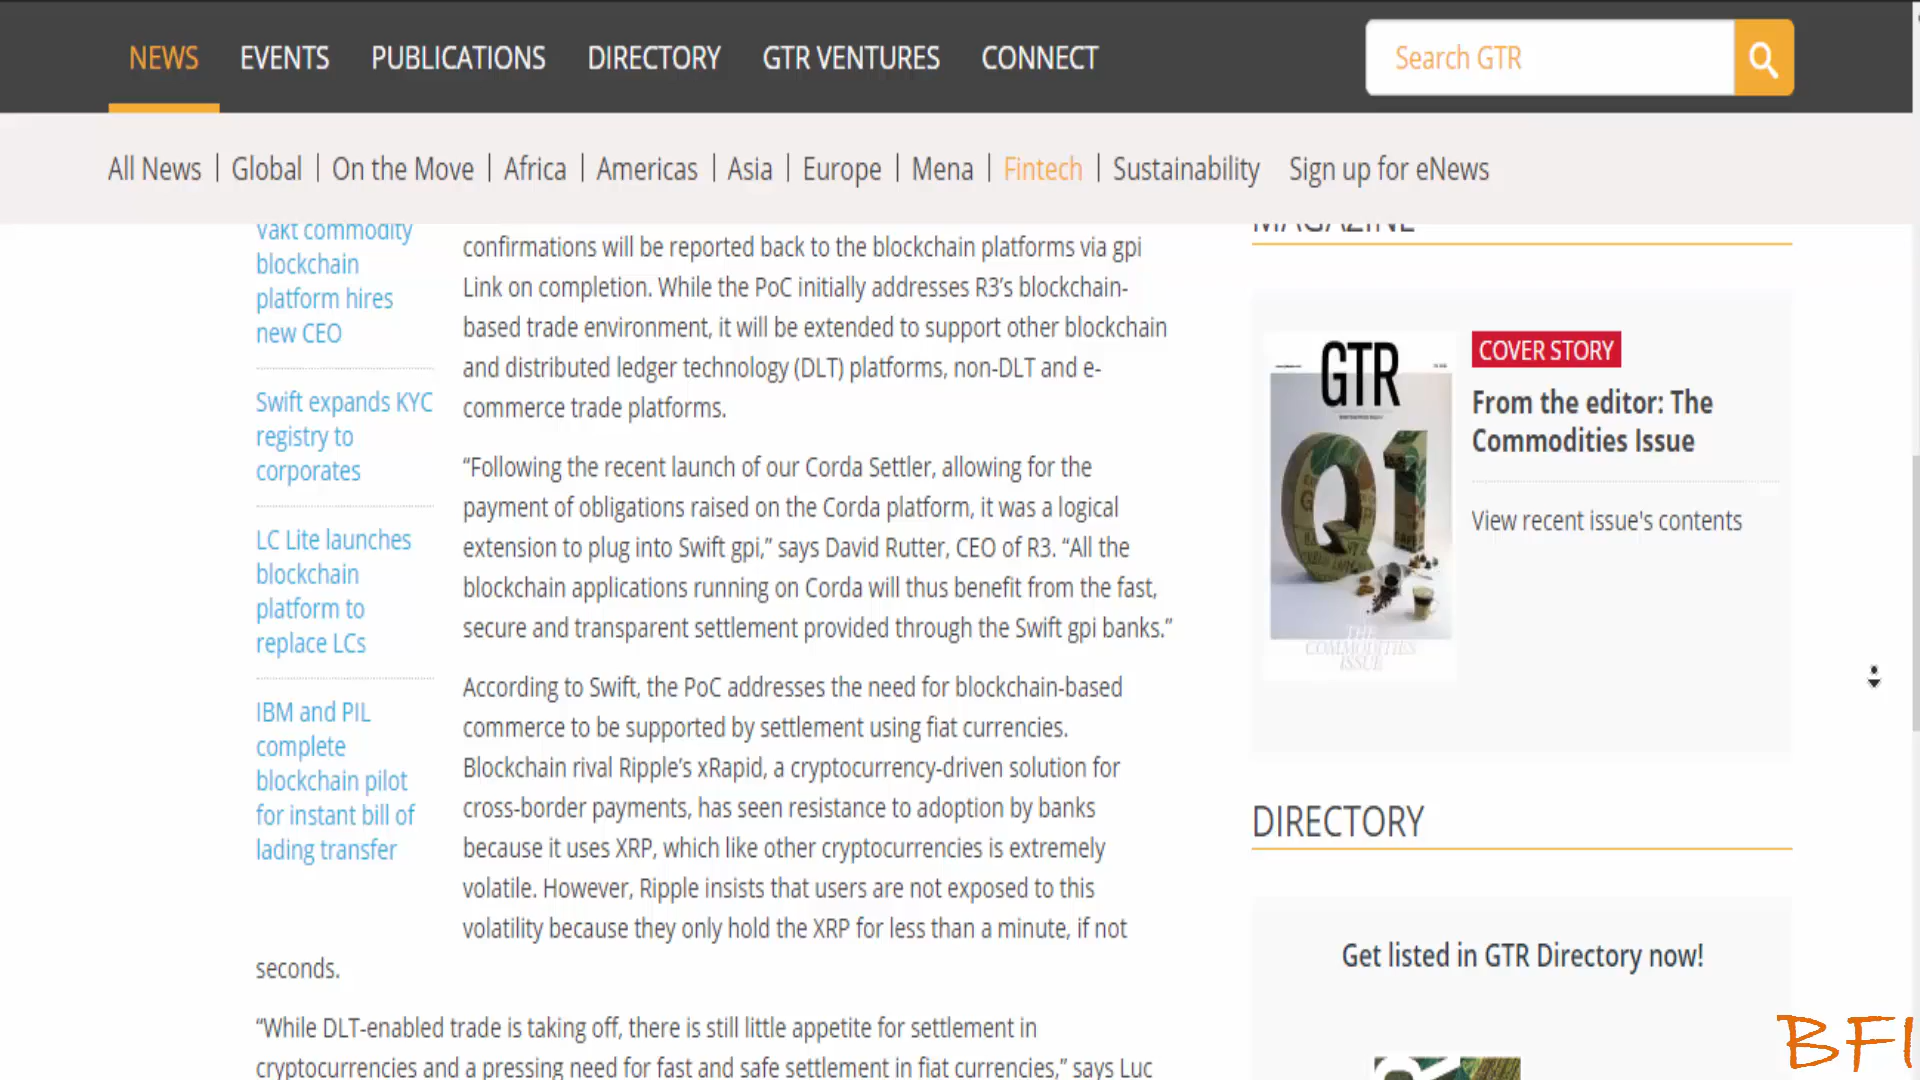 NEWS EVENTS PUBLICATIONS DIRECTORY GTR VENTURES CONNECT
Search GTR
All News | Global | On the Move | Africa | Americas | Asia | Europe | Mena | Fintech | Sustainability Sign up for eNews
Vakt commodity
blockchain
platform hires
new CEO
Swift expands KYC
registry to
corporates
LC Lite launches
blockchain
platform to
replace LCs
IBM and PIL
complete
blockchain pilot
for instant bill of
lading transfer
confirmations will be reported back to the blockchain platforms via gpi
Link on completion. While the PoC initially addresses R3’s blockchain-
based trade environment, it will be extended to support other blockchain
and distributed ledger technology (DLT) platforms, non-DLT and e-
commerce trade platforms.
“Following the recent launch of our Corda Settler, allowing for the
payment of obligations raised on the Corda platform, it was a logical
extension to plug into Swift gpi,” says David Rutter, CEO of R3. “All the
blockchain applications running on Corda will thus benefit from the fast,
secure and transparent settlement provided through the Swift gpi banks.”
According to Swift, the PoC addresses the need for blockchain-based
commerce to be supported by settlement using fiat currencies.
Blockchain rival Ripple’s xRapid, a cryptocurrency-driven solution for
cross-border payments, has seen resistance to adoption by banks
because it uses XRP, which like other cryptocurrencies is extremely
volatile. However, Ripple insists that users are not exposed to this
volatility because they only hold the XRP for less than a minute, if not
seconds.
“While DLT-enabled trade is taking off, there is still little appetite for settlement in
cryptocurrencies and a pressing need for fast and safe settlement in fiat currencies,” says Luc
MAGAZINE
GTR
Q1
THE
COMMODITIES
ISSUE
COVER STORY
From the editor: The
Commodities Issue
View recent issue's contents
DIRECTORY
Get listed in GTR Directory now!
BFI